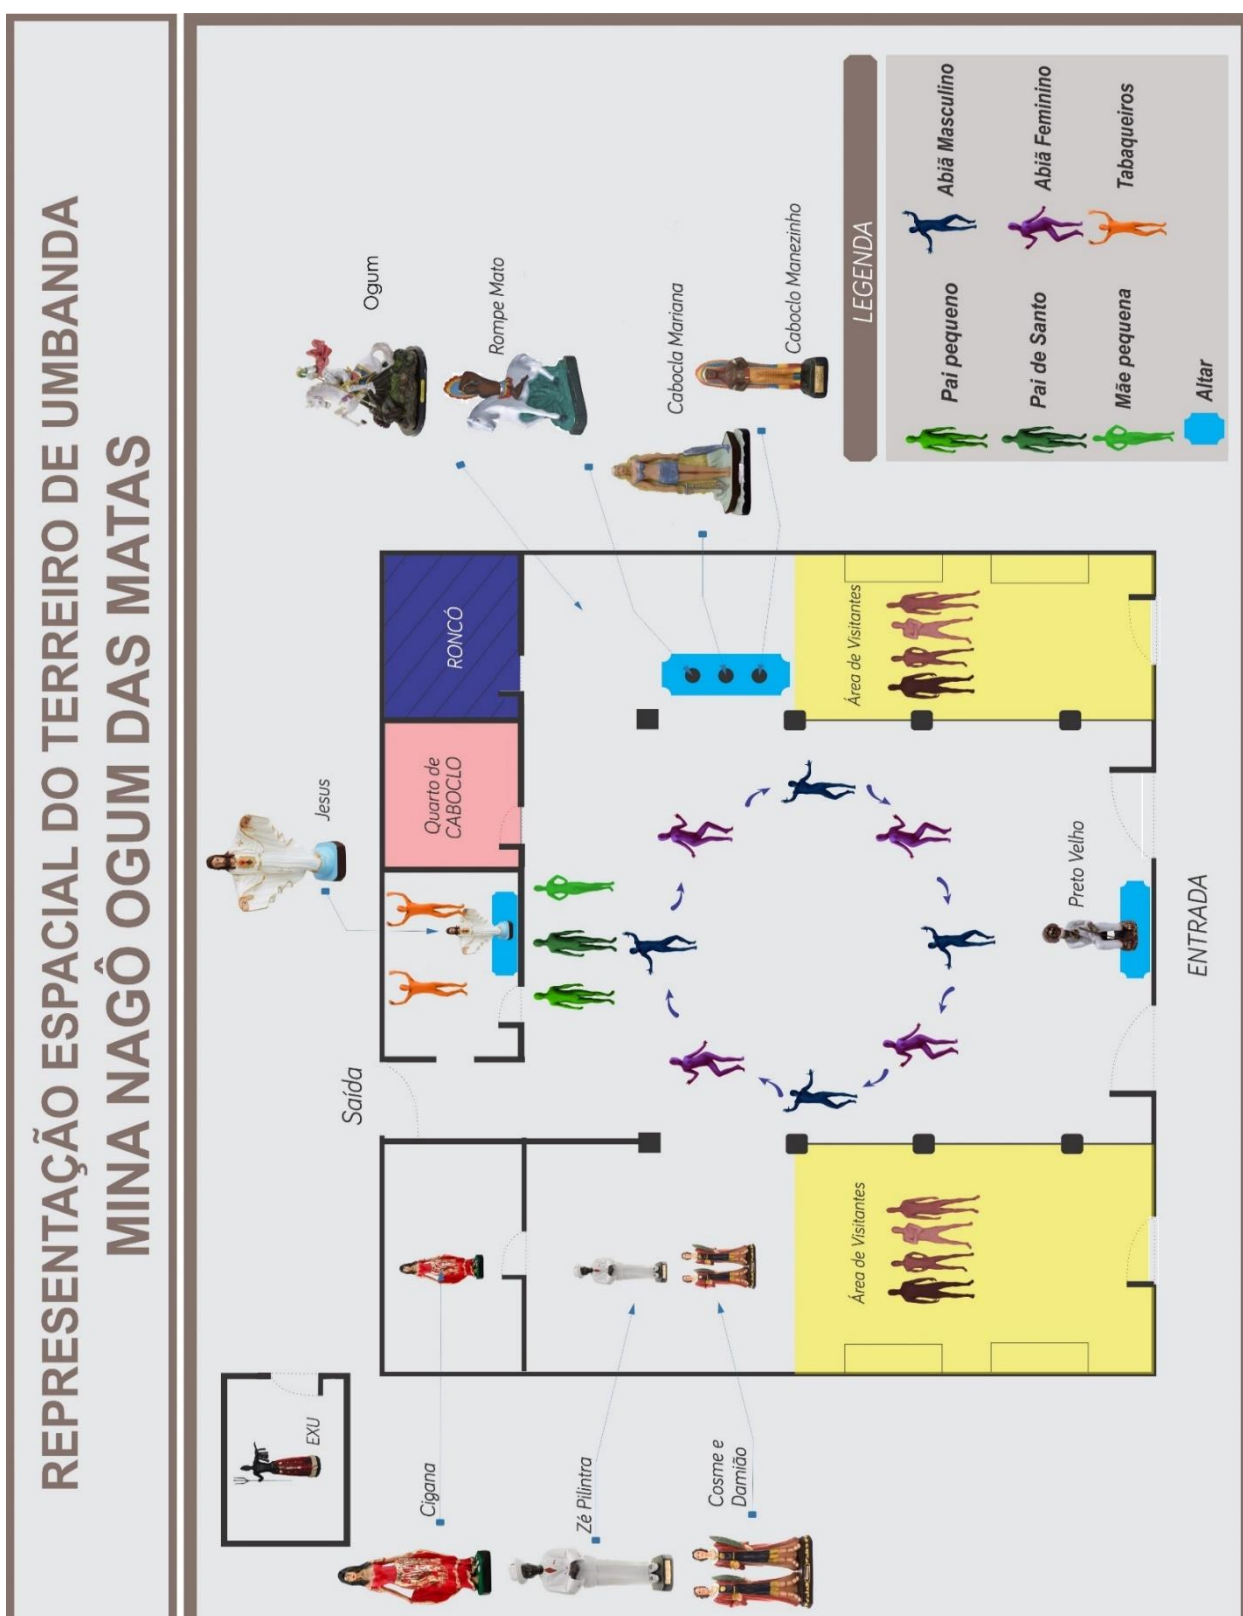 REPRESENTAÇÃO ESPACIAL DO TERREIRO DE UMBANDA
MINA NAGÔ OGUM DAS MATAS
EXU
Saída
Jesus
Ogum
Rompe Mato
Cabocla Mariana
Caboclo Manezinho
Cigana
Zé Pilintra
Cosme e
Damião
Quarto de
CABOCLO
RONCÓ
Área de Visitantes
Área de Visitantes
Preto Velho
ENTRADA
LEGENDA
Pai pequeno
Abiã Masculino
Pai de Santo
Abiã Feminino
Mãe pequena
Tabaqueiros
Altar